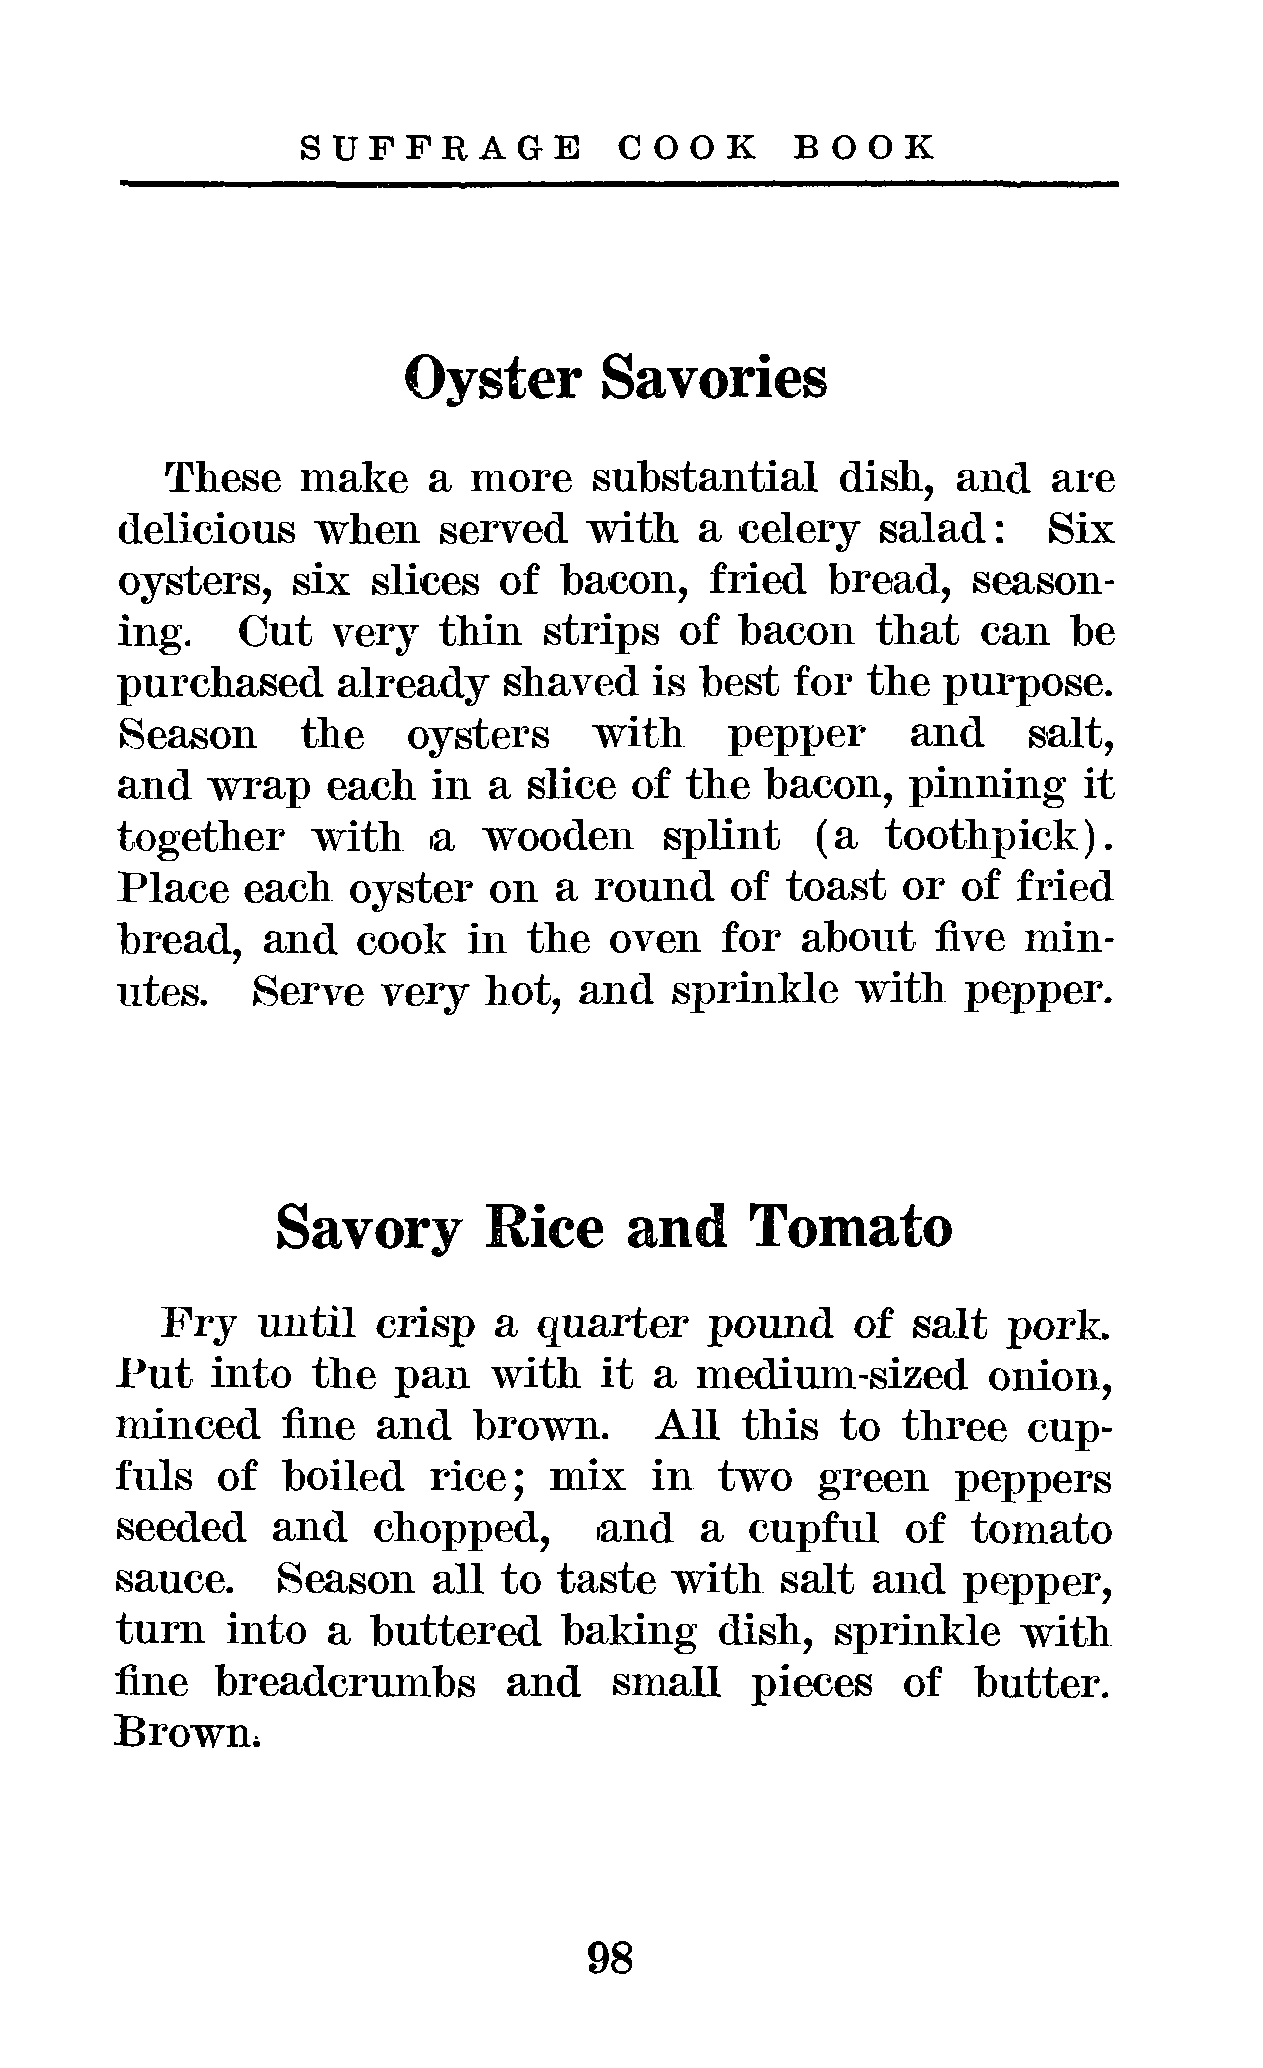 SUFFRAGE COOK BOOK
Oyster Savories
These make a more substantial dish, and are
delicious when served with a celery salad: Six
oysters, six slices of bacon, fried bread, season-
ing. Cut very thin strips of bacon that can be
purchased already shaved is best for the purpose.
Season the oysters with pepper and salt,
and wrap each in a slice of the bacon, pinning it
together with a wooden splint (a toothpick).
Place each oyster on a round of toast or of fried
bread, and cook in the oven for about five min-
utes. Serve very hot, and sprinkle with pepper.
Savory Rice and Tomato
Fry until crisp a quarter pound of salt pork.
Put into the pan with it a medium-sized onion,
minced fine and brown. All this to three cup-
fuls of boiled rice; mix in two green peppers
seeded and chopped, and a cupful of tomato
sauce. Season all to taste with salt and pepper,
turn into a buttered baking dish, sprinkle with
fine breadcrumbs and small pieces of butter.
Brown.
98